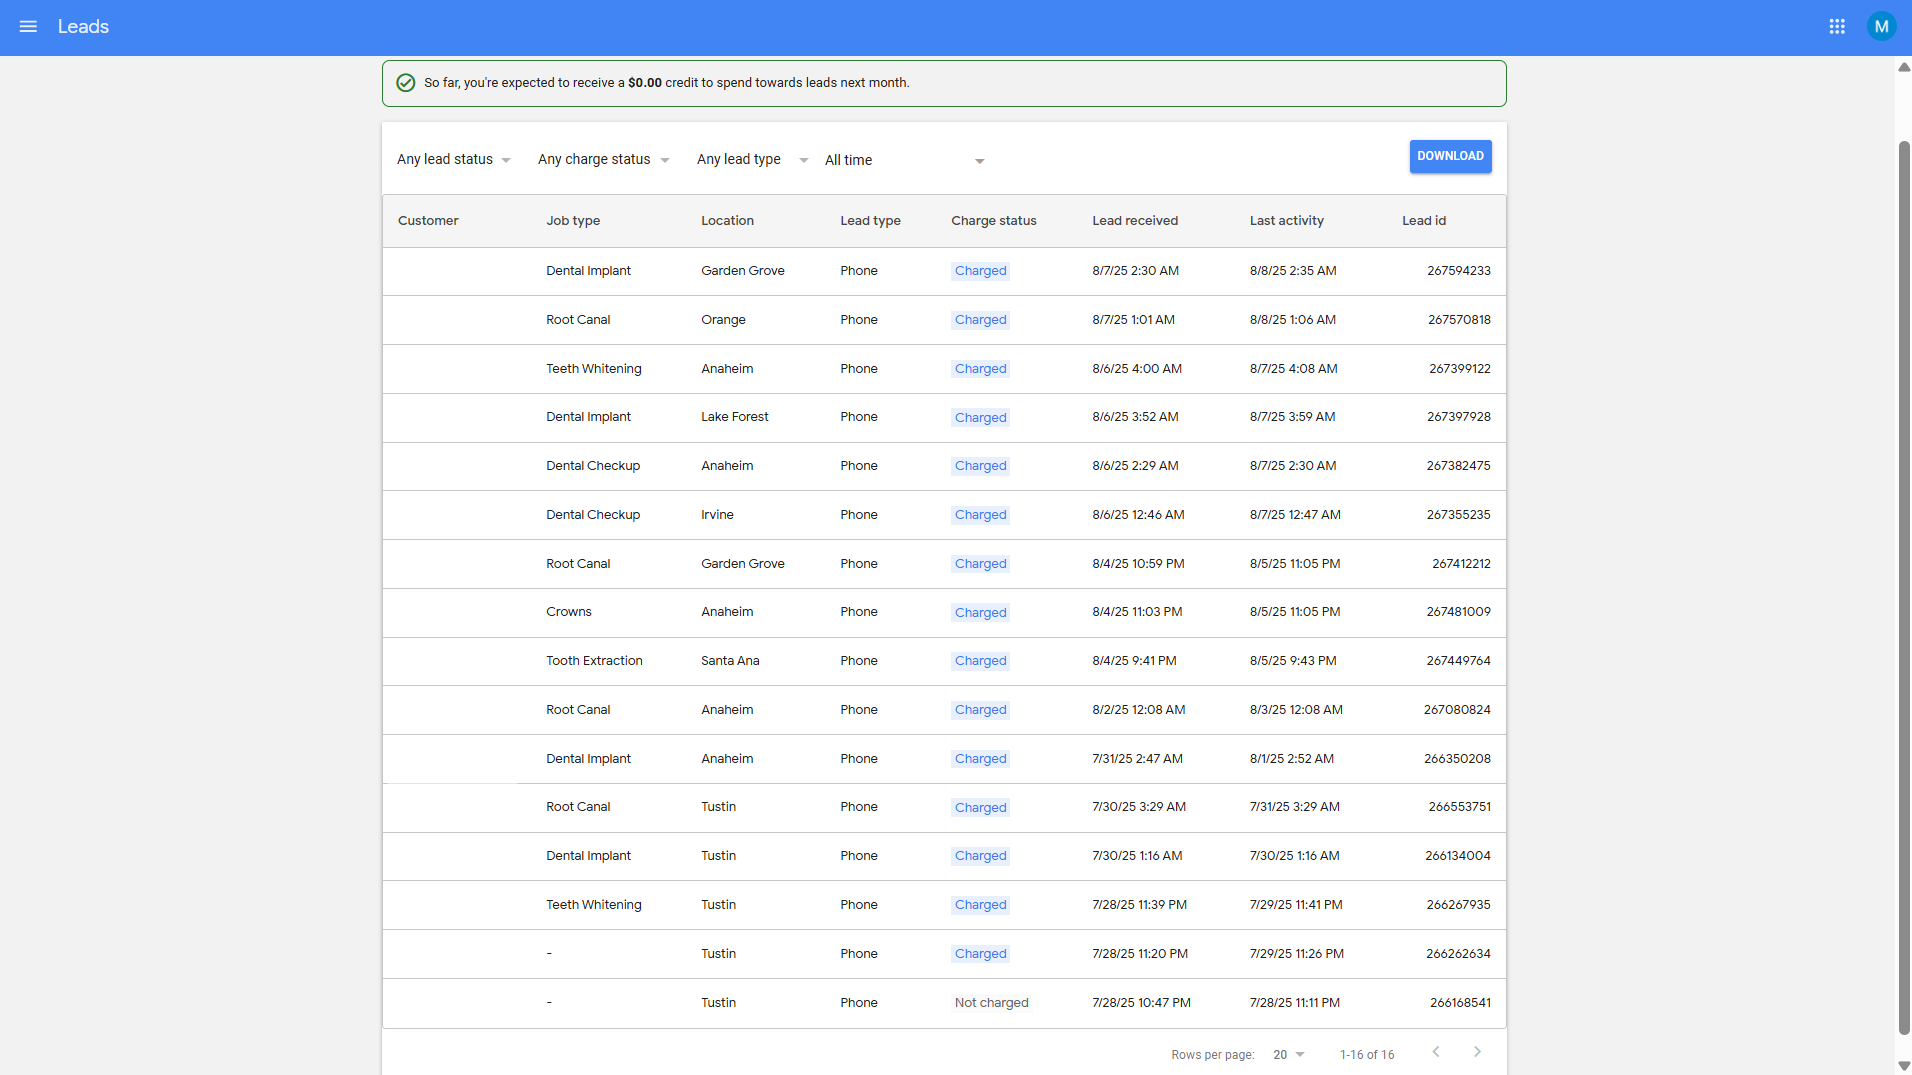 Leads
M
So far, you're expected to receive a $0.00 credit to spend towards leads next month.
Any lead status Any charge status Any lead type All time DOWNLOAD
Customer Job type Location Lead type Charge status Lead received Last activity Lead id
Dental Implant Garden Grove Phone Charged 8/7/25 2:30 AM 8/8/25 2:35 AM 267594233
Root Canal Orange Phone Charged 8/7/25 1:01 AM 8/8/25 1:06 AM 267570818
Teeth Whitening Anaheim Phone Charged 8/6/25 4:00 AM 8/7/25 4:08 AM 267399122
Dental Implant Lake Forest Phone Charged 8/6/25 3:52 AM 8/7/25 3:59 AM 267397928
Dental Checkup Anaheim Phone Charged 8/6/25 2:29 AM 8/7/25 2:30 AM 267382475
Dental Checkup Irvine Phone Charged 8/6/25 12:46 AM 8/7/25 12:47 AM 267355235
Root Canal Garden Grove Phone Charged 8/4/25 10:59 PM 8/5/25 11:05 PM 267412212
Crowns Anaheim Phone Charged 8/4/25 11:03 PM 8/5/25 11:05 PM 267481009
Tooth Extraction Santa Ana Phone Charged 8/4/25 9:41 PM 8/5/25 9:43 PM 267449764
Root Canal Anaheim Phone Charged 8/2/25 12:08 AM 8/3/25 12:08 AM 267080824
Dental Implant Anaheim Phone Charged 7/31/25 2:47 AM 8/1/25 2:52 AM 266350208
Root Canal Tustin Phone Charged 7/30/25 3:29 AM 7/31/25 3:29 AM 266553751
Dental Implant Tustin Phone Charged 7/30/25 1:16 AM 7/30/25 1:16 AM 266134004
Teeth Whitening Tustin Phone Charged 7/28/25 11:39 PM 7/29/25 11:41 PM 266267935
- Tustin Phone Charged 7/28/25 11:20 PM 7/29/25 11:26 PM 266262634
- Tustin Phone Not charged 7/28/25 10:47 PM 7/28/25 11:11 PM 266168541
Rows per page: 20 1-16 of 16